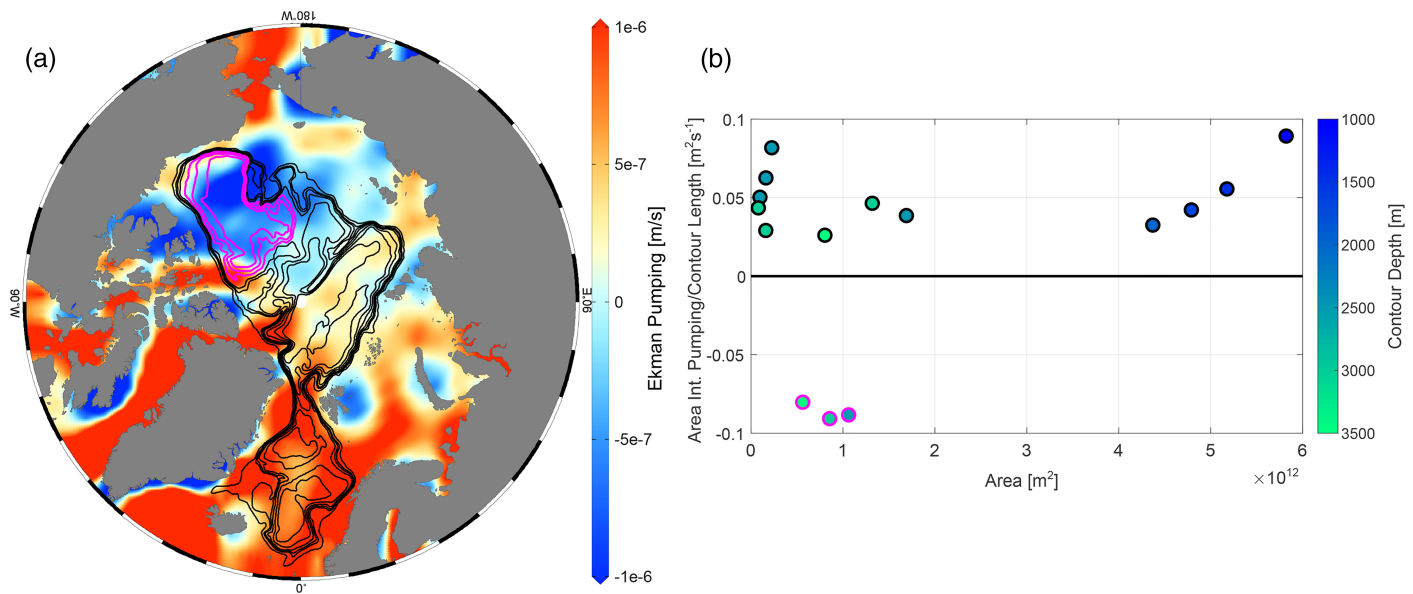 (a)
180°W
90°W
90°E
0°
1e-6
5e-7
0
-5e-7
-1e-6
Ekman Pumping [m/s]
(b)
Area Int. Pumping/Contour Length [m²s⁻¹]
0.1
0.05
0
-0.05
-0.1
0
1
2
3
4
5
6
×10¹²
Area [m²]
1000
1500
2000
2500
3000
3500
Contour Depth [m]